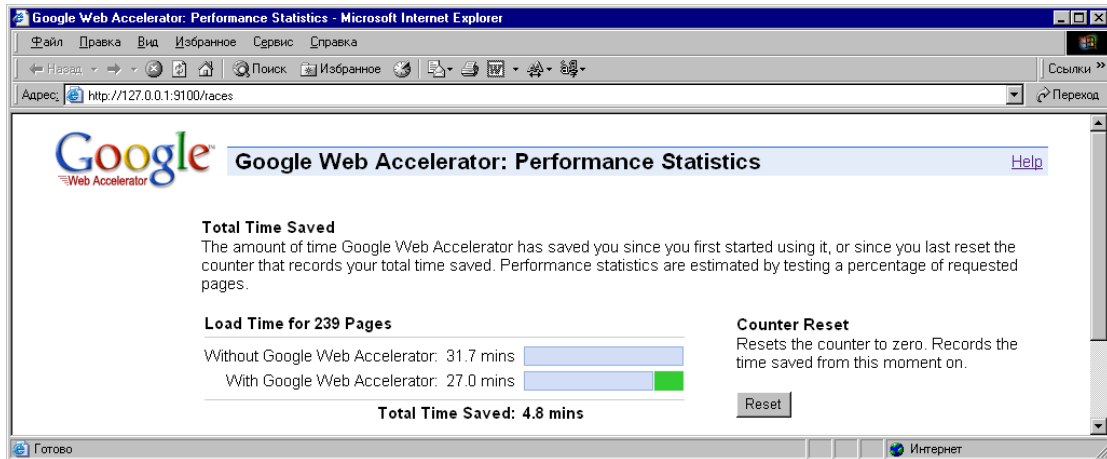 Google Web Accelerator: Performance Statistics - Microsoft Internet Explorer
Файл Правка Вид Избранное Сервис Справка
Назад Поиск Избранное Ссылки »
Адрес: http://127.0.0.1:9100/races Переход
Google™ Web Accelerator
Google Web Accelerator: Performance Statistics Help
Total Time Saved
The amount of time Google Web Accelerator has saved you since you first started using it, or since you last reset the
counter that records your total time saved. Performance statistics are estimated by testing a percentage of requested
pages.
Load Time for 239 Pages
Without Google Web Accelerator: 31.7 mins
With Google Web Accelerator: 27.0 mins
Total Time Saved: 4.8 mins
Counter Reset
Resets the counter to zero. Records the
time saved from this moment on.
Reset
Готово Интернет